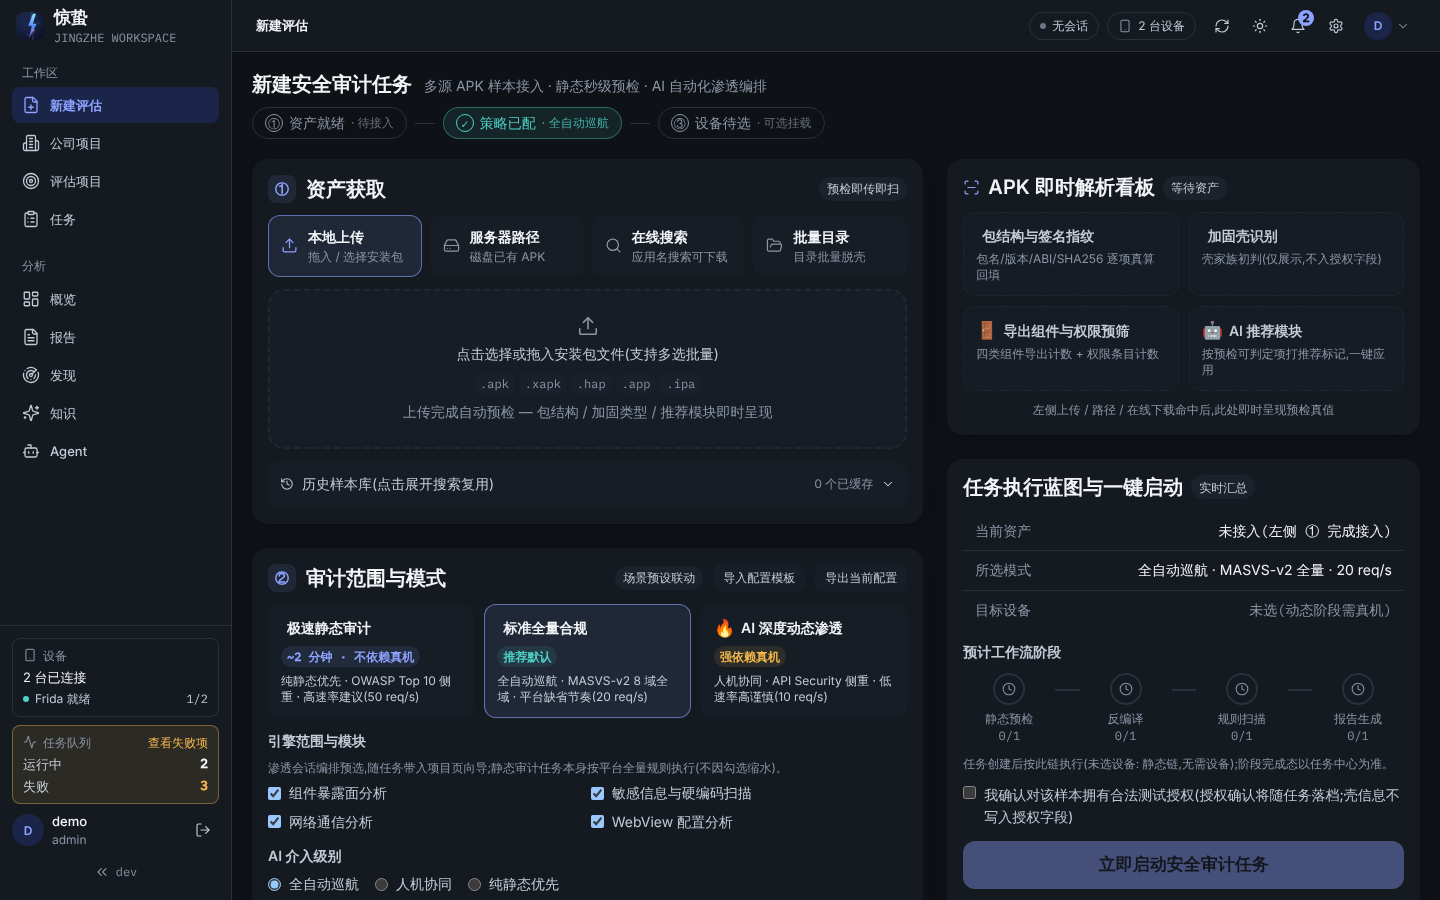 惊蛰
JINGZHE WORKSPACE
工作区
新建评估
公司项目
评估项目
任务
分析
概览
报告
发现
知识
Agent
设备
2 台已连接
Frida 就绪 1/2
任务队列 查看失败项
运行中 2
失败 3
D demo
admin
dev
新建评估
无会话
2 台设备
2
D
新建安全审计任务 多源 APK 样本接入 · 静态秒级预检 · AI 自动化渗透编排
① 资产就绪 · 待接入
✓ 策略已配 · 全自动巡航
③ 设备待选 · 可选挂载
① 资产获取 预检即传即扫
本地上传
拖入 / 选择安装包
服务器路径
磁盘已有 APK
在线搜索
应用名搜索可下载
批量目录
目录批量脱壳
点击选择或拖入安装包文件(支持多选批量)
.apk .xapk .hap .app .ipa
上传完成自动预检 — 包结构 / 加固类型 / 推荐模块即时呈现
历史样本库(点击展开搜索复用) 0 个已缓存
② 审计范围与模式 场景预设联动 导入配置模板 导出当前配置
极速静态审计
~2 分钟 · 不依赖真机
纯静态优先 · OWASP Top 10 侧
重 · 高速率建议(50 req/s)
标准全量合规
推荐默认
全自动巡航 · MASVS-v2 8 域全
域 · 平台缺省节奏(20 req/s)
🔥 AI 深度动态渗透
强依赖真机
人机协同 · API Security 侧重 · 低
速率高谨慎(10 req/s)
引擎范围与模块
渗透会话编排预选,随任务带入项目页向导;静态审计任务本身按平台全量规则执行(不因勾选缩水)。
组件暴露面分析
敏感信息与硬编码扫描
网络通信分析
WebView 配置分析
AI 介入级别
全自动巡航 人机协同 纯静态优先
APK 即时解析看板 等待资产
包结构与签名指纹
包名/版本/ABI/SHA256 逐项真算
回填
加固壳识别
壳家族初判(仅展示,不入授权字段)
🚪 导出组件与权限预筛
四类组件导出计数 + 权限条目计数
🤖 AI 推荐模块
按预检可判定项打推荐标记,一键应
用
左侧上传 / 路径 / 在线下载命中后,此处即时呈现预检真值
任务执行蓝图与一键启动 实时汇总
当前资产 未接入(左侧 ① 完成接入)
所选模式 全自动巡航 · MASVS-v2 全量 · 20 req/s
目标设备 未选(动态阶段需真机)
预计工作流阶段
静态预检 反编译 规则扫描 报告生成
0/1 0/1 0/1 0/1
任务创建后按此链执行(未选设备: 静态链,无需设备);阶段完成态以任务中心为准。
我确认对该样本拥有合法测试授权(授权确认将随任务落档;壳信息不
写入授权字段)
立即启动安全审计任务